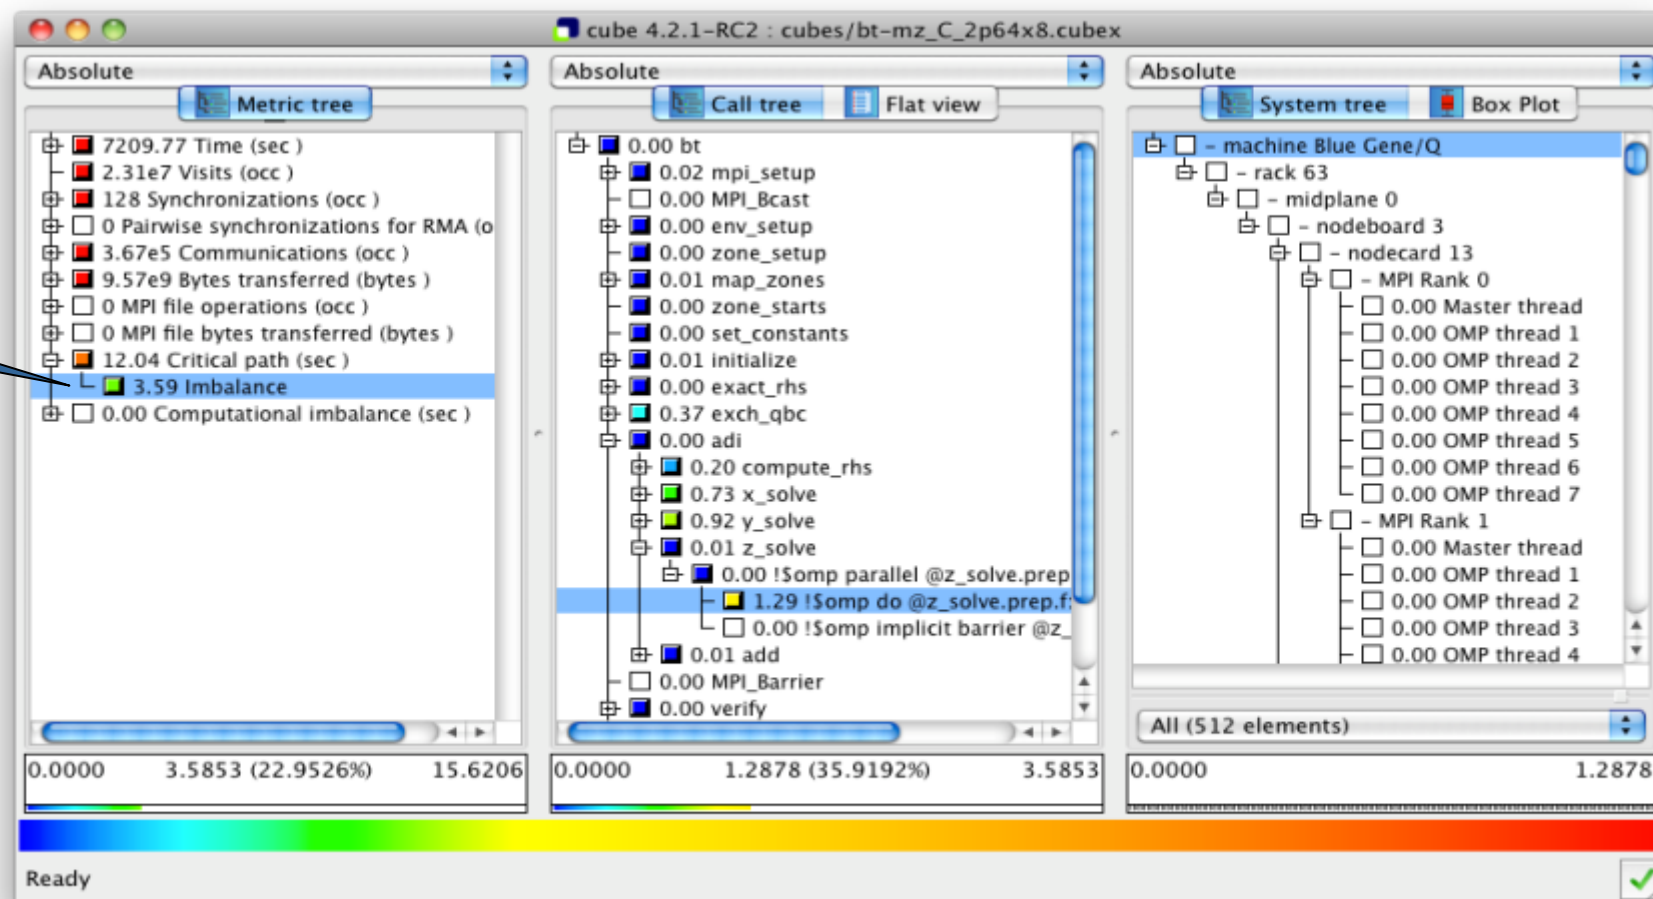 cube 4.2.1-RC2 : cubes/bt-mz_C_2p64x8.cubex
Absolute
Metric tree
7209.77 Time (sec )
2.31e7 Visits (occ )
128 Synchronizations (occ )
0 Pairwise synchronizations for RMA (o
3.67e5 Communications (occ )
9.57e9 Bytes transferred (bytes )
0 MPI file operations (occ )
0 MPI file bytes transferred (bytes )
12.04 Critical path (sec )
3.59 Imbalance
0.00 Computational imbalance (sec )
0.0000 3.5853 (22.9526%) 15.6206
Absolute
Call tree Flat view
0.00 bt
0.02 mpi_setup
0.00 MPI_Bcast
0.00 env_setup
0.00 zone_setup
0.01 map_zones
0.00 zone_starts
0.00 set_constants
0.01 initialize
0.00 exact_rhs
0.37 exch_qbc
0.00 adi
0.20 compute_rhs
0.73 x_solve
0.92 y_solve
0.01 z_solve
0.00 !$omp parallel @z_solve.prep
1.29 !$omp do @z_solve.prep.f:
0.00 !$omp implicit barrier @z_
0.01 add
0.00 MPI_Barrier
0.00 verify
0.0000 1.2878 (35.9192%) 3.5853
Absolute
System tree Box Plot
- machine Blue Gene/Q
- rack 63
- midplane 0
- nodeboard 3
- nodecard 13
- MPI Rank 0
0.00 Master thread
0.00 OMP thread 1
0.00 OMP thread 2
0.00 OMP thread 3
0.00 OMP thread 4
0.00 OMP thread 5
0.00 OMP thread 6
0.00 OMP thread 7
- MPI Rank 1
0.00 Master thread
0.00 OMP thread 1
0.00 OMP thread 2
0.00 OMP thread 3
0.00 OMP thread 4
All (512 elements)
0.0000 1.2878
Ready